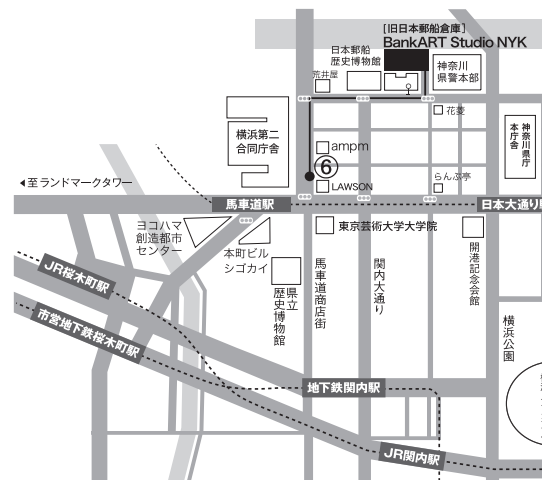 [旧日本郵船倉庫]
BankART Studio NYK
日本郵船
歴史博物館
荒井屋
神奈川
県警本部
花菱
横浜第二
合同庁舎
ampm
⑥
LAWSON
らんぶ亭
神奈川県庁
本庁舎
◀至ランドマークタワー
馬車道駅
日本大通り
ヨコハマ
創造都市
センター
本町ビル
シゴカイ
東京芸術大学大学院
県立
歴史博物館
馬車道商店街
関内大通り
開港記念会館
横浜公園
JR桜木町駅
市営地下鉄桜木町駅
地下鉄関内駅
JR関内駅